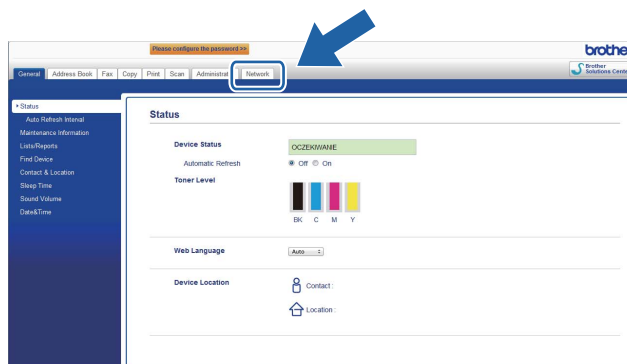 Please configure the password >>
brothe
General Address Book Fax Copy Print Scan Administrat Network
Brother
Solutions Cente
Status
Auto Refresh Interval
Maintenance Information
Lists/Reports
Find Device
Contact & Location
Sleep Time
Sound Volume
Date&Time
Status
Device Status OCZEKIWANIE
Automatic Refresh Off On
Toner Level
BK C M Y
Web Language Auto
Device Location Contact :
Location :